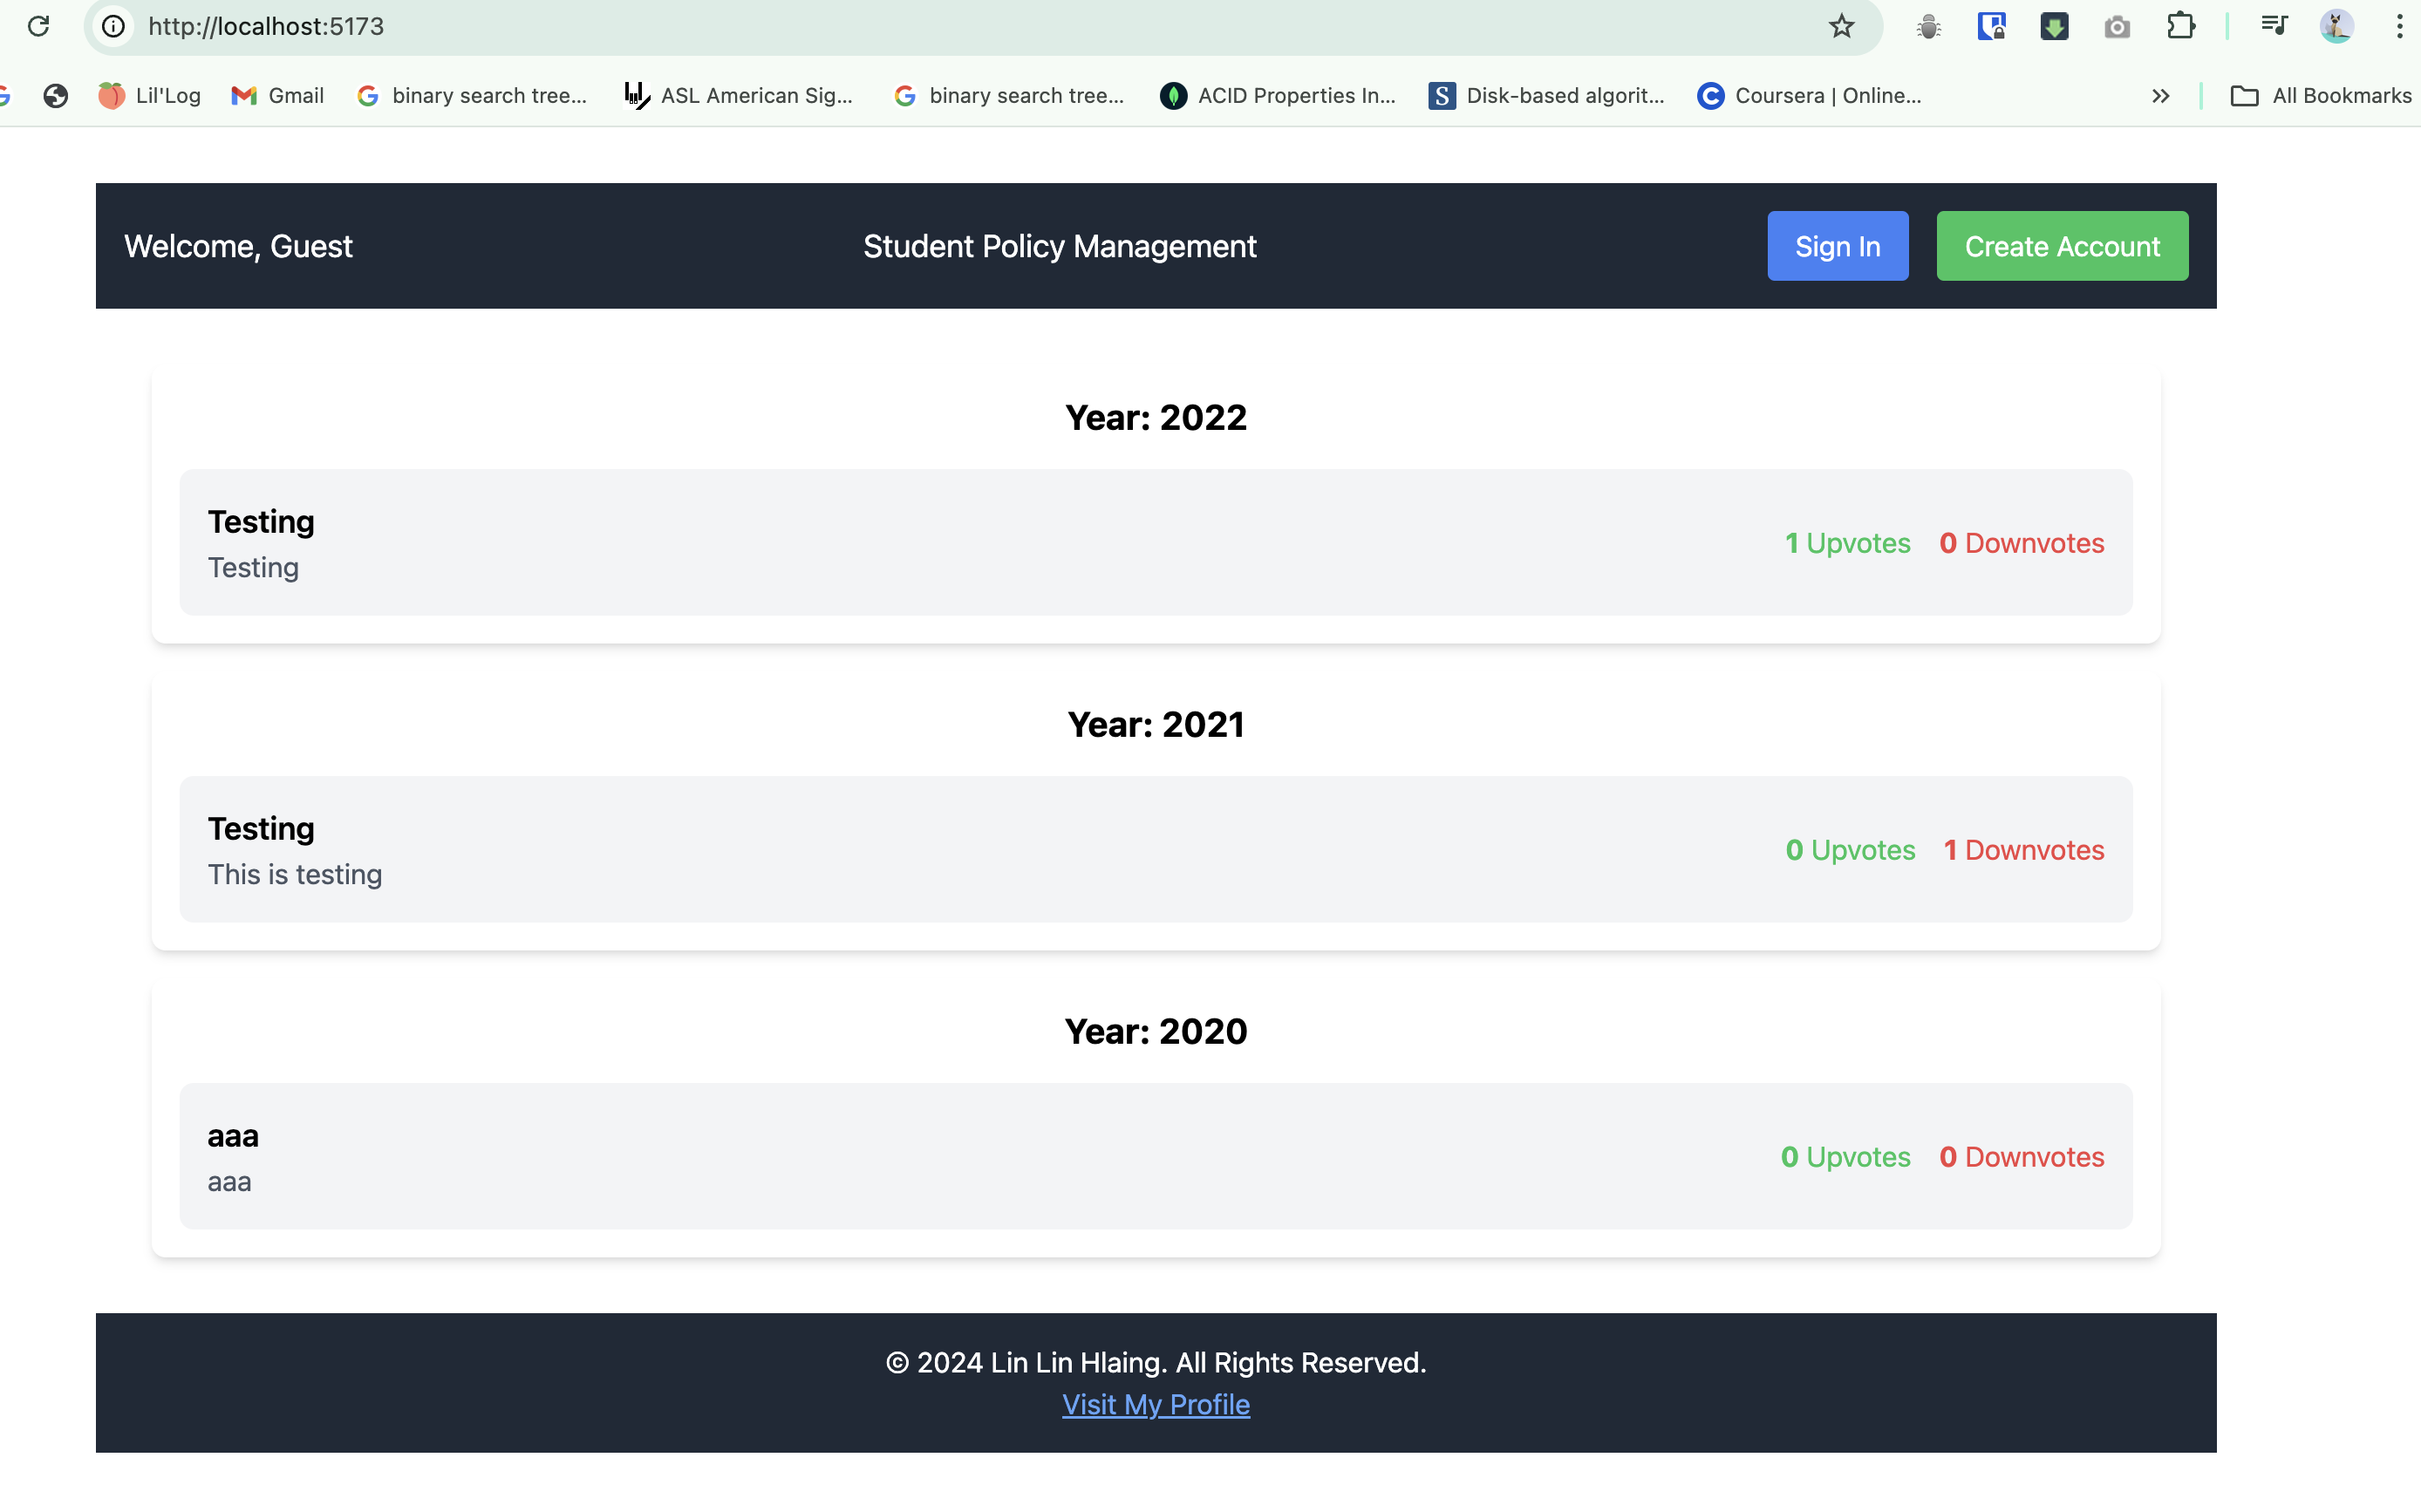 http://localhost:5173
Lil'Log Gmail binary search tree... ASL American Sig... binary search tree... ACID Properties In... Disk-based algorit... Coursera | Online... All Bookmarks
Welcome, Guest Student Policy Management Sign In Create Account
Year: 2022
Testing
Testing
1 Upvotes 0 Downvotes
Year: 2021
Testing
This is testing
0 Upvotes 1 Downvotes
Year: 2020
aaa
aaa
0 Upvotes 0 Downvotes
© 2024 Lin Lin Hlaing. All Rights Reserved.
Visit My Profile